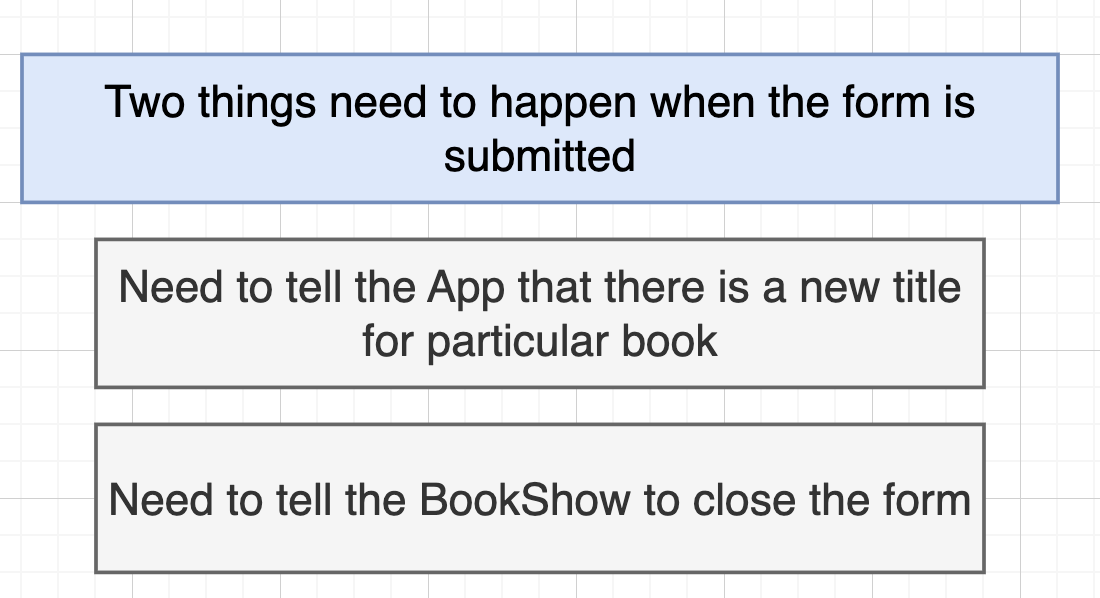 Two things need to happen when the form is
submitted
Need to tell the App that there is a new title
for particular book
Need to tell the BookShow to close the form